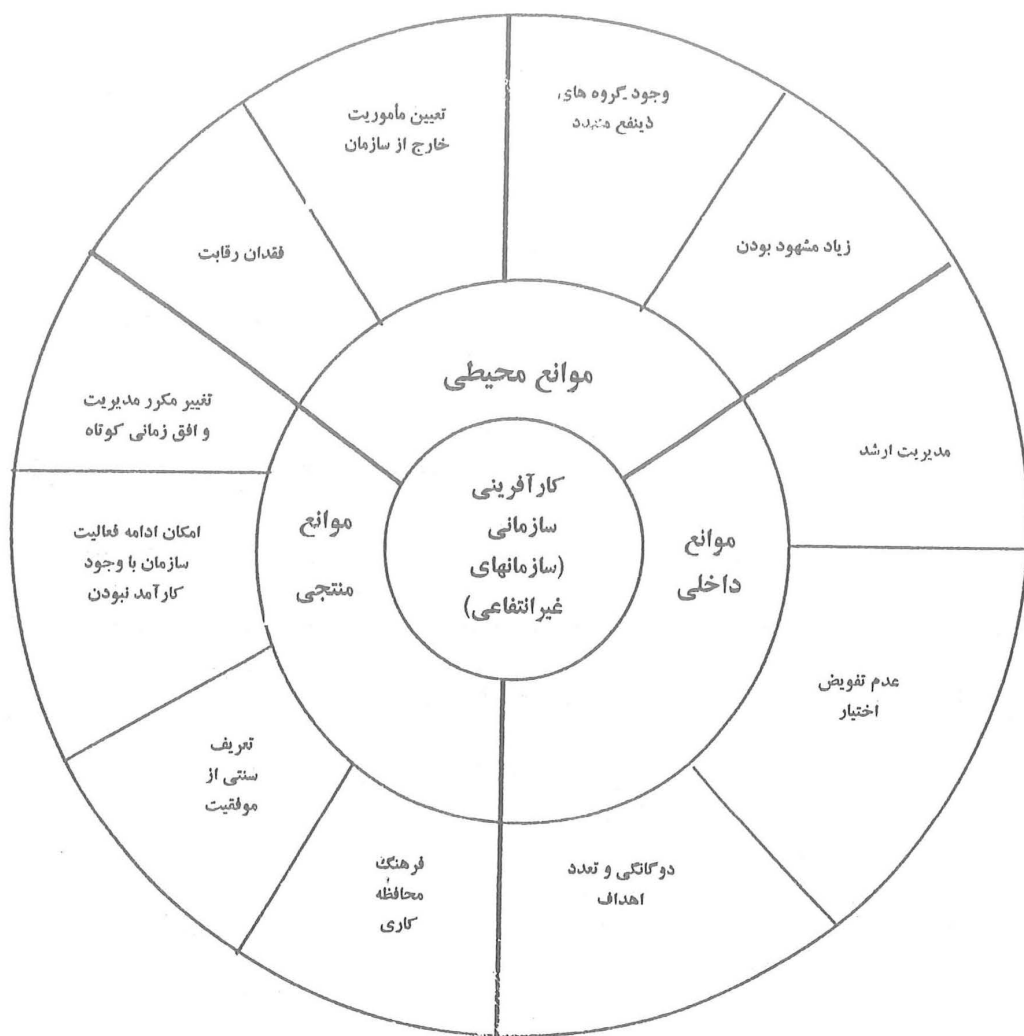 وجود گروه های
ذینفع متعدد
زیاد مشهود بودن
تعیین مأموریت
خارج از سازمان
فقدان رقابت
موانع محیطی
مدیریت ارشد
عدم تفویض
اختیار
دوگانگی و تعدد
اهداف
موانع
داخلی
تغییر مکرر مدیریت
و افق زمانی کوتاه
امکان ادامه فعالیت
سازمان با وجود
کارآمد نبودن
تعریف
سنتی از
موفقیت
فرهنگ
محافظه
کاری
موانع
منتجی
کارآفرینی
سازمانی
(سازمانهای
غیرانتفاعی)